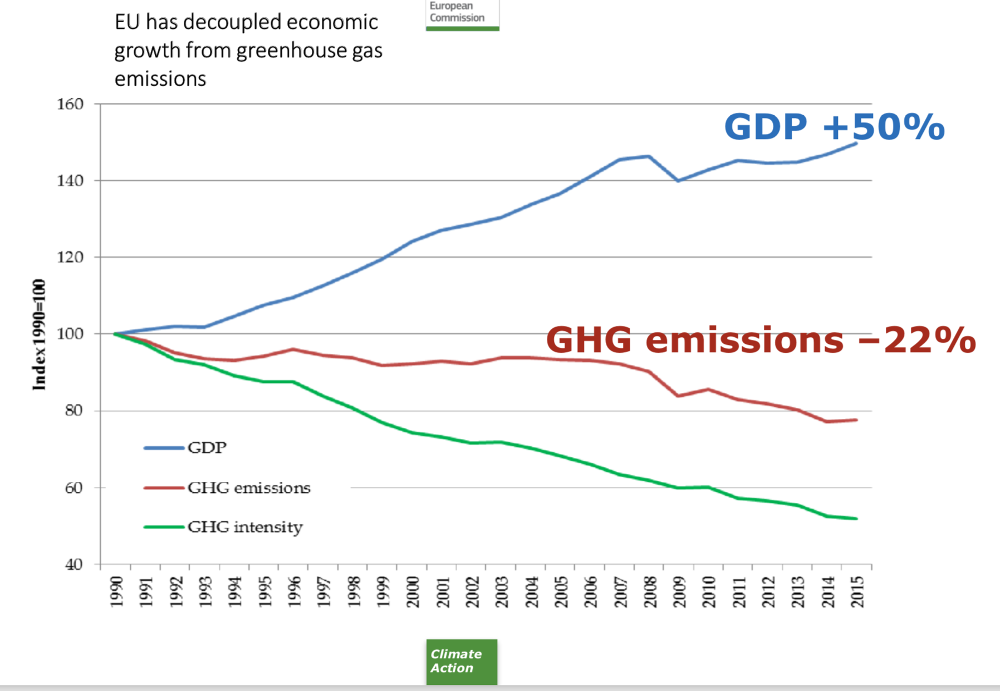 European
Commission
EU has decoupled economic
growth from greenhouse gas
emissions
160
140
120
100
80
60
40
Index 1990=100
GDP +50%
GHG emissions –22%
GDP
GHG emissions
GHG intensity
1990
1991
1992
1993
1994
1995
1996
1997
1998
1999
2000
2001
2002
2003
2004
2005
2006
2007
2008
2009
2010
2011
2012
2013
2014
2015
Climate
Action